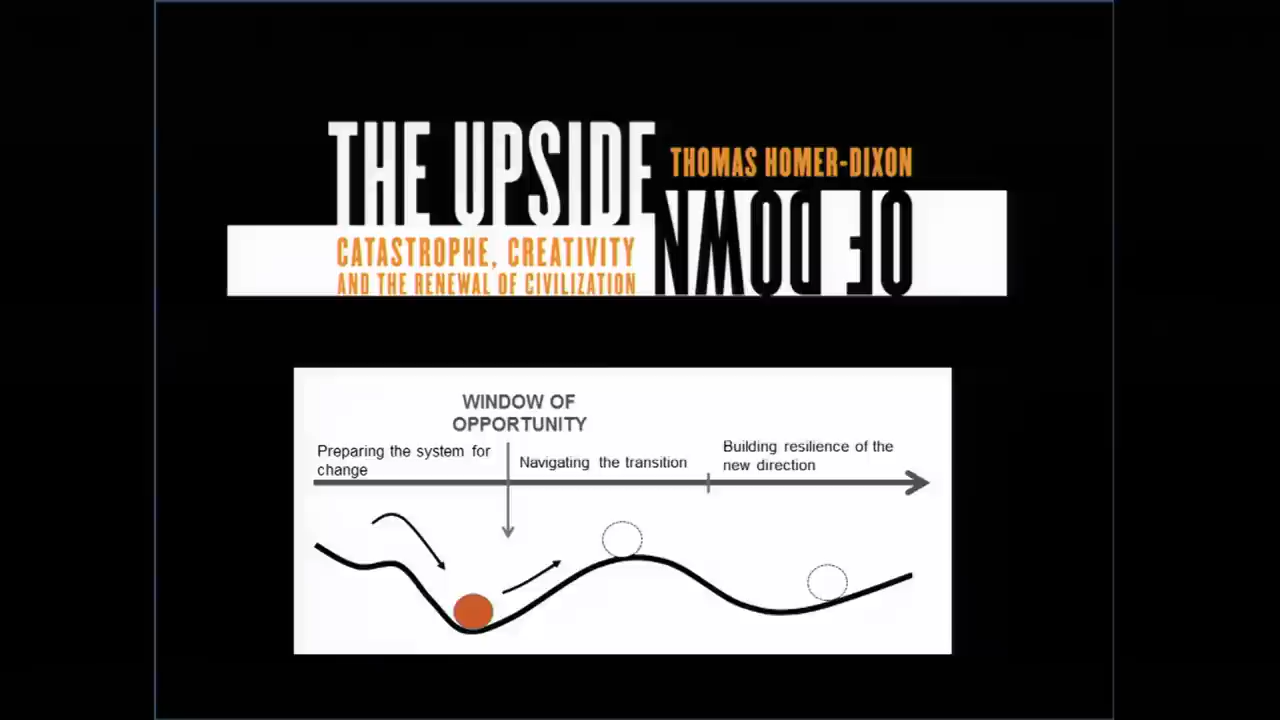 THE UPSIDE
THOMAS HOMER-DIXON
OF DOWN
CATASTROPHE, CREATIVITY
AND THE RENEWAL OF CIVILIZATION
WINDOW OF
OPPORTUNITY
Preparing the system for
change
Navigating the transition
Building resilience of the
new direction